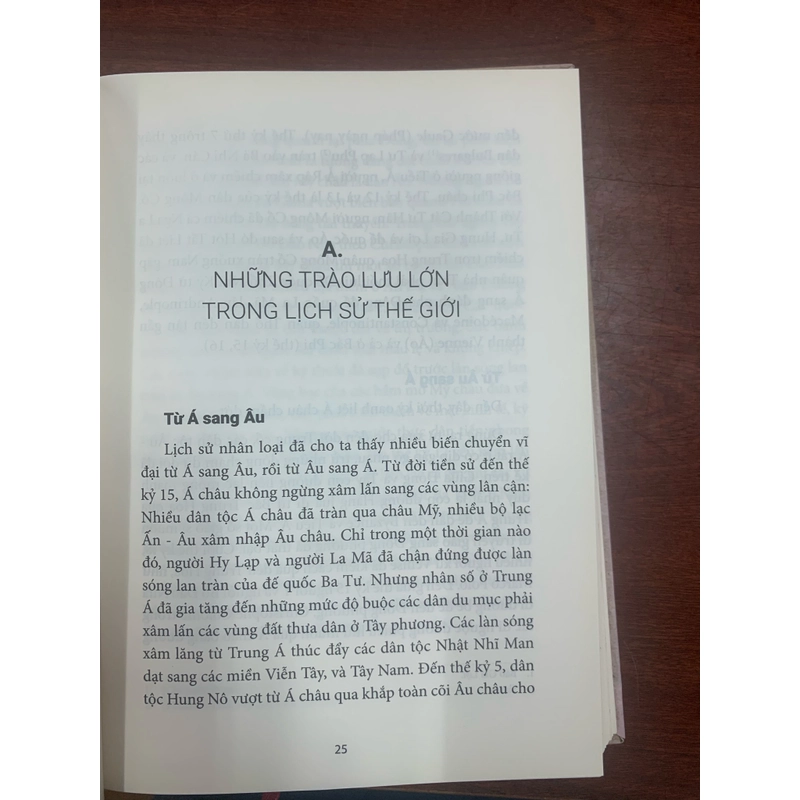 A.
NHỮNG TRÀO LƯU LỚN
TRONG LỊCH SỬ THẾ GIỚI
Từ Á sang Âu
Lịch sử nhân loại đã cho ta thấy nhiều biến chuyển vĩ
đại từ Á sang Âu, rồi từ Âu sang Á. Từ đời tiền sử đến thế
kỷ 15, Á châu không ngừng xâm lấn sang các vùng lân cận:
Nhiều dân tộc Á châu đã tràn qua châu Mỹ, nhiều bộ lạc
Ấn - Âu xâm nhập Âu châu. Chỉ trong một thời gian nào
đó, người Hy Lạp và người La Mã đã chận đứng được làn
sóng lan tràn của đế quốc Ba Tư. Nhưng nhân số ở Trung
Á đã gia tăng đến những mức độ buộc các dân du mục phải
xâm lấn các vùng đất thưa dân ở Tây phương. Các làn sóng
xâm lăng từ Trung Á thúc đẩy các dân tộc Nhật Nhĩ Man
dạt sang các miền Viễn Tây, và Tây Nam. Đến thế kỷ 5, dân
tộc Hung Nô vượt từ Á châu qua khắp toàn cõi Âu châu cho
25